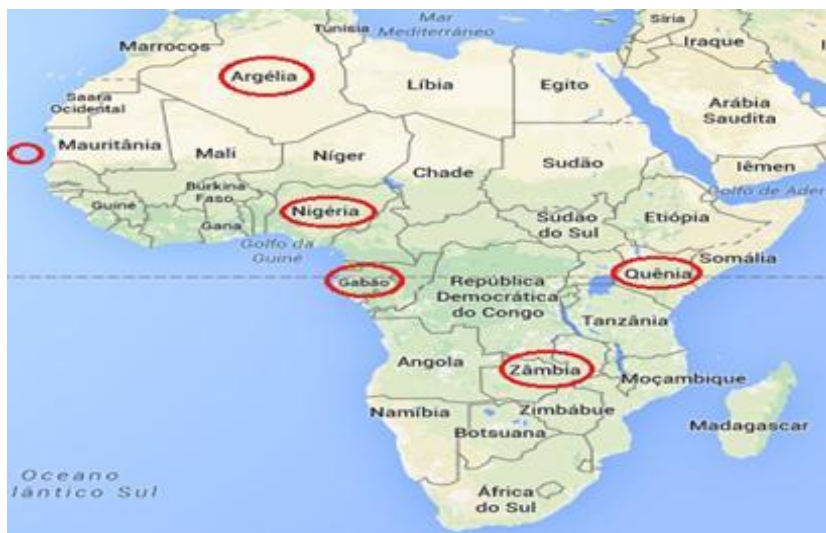 Mar
Mediterrâneo
Tunísia
Síria
Marrocos
Iraque
Argélia
Líbia
Egito
Saara
Ocidental
Arábia
Saudita
Mauritânia
Mali
Níger
Chade
Sudão
Iêmen
Golfo de Aden
Burkina
Faso
Guiné
Nigéria
Gana
Sudão
do Sul
Etiópia
Golfo da
Guiné
Somália
Gabão
República
Democrática
do Congo
Quênia
Tanzânia
Angola
Zâmbia
Moçambique
Namíbia
Zimbábue
Botsuana
Madagascar
Oceano
lântico Sul
África
do Sul